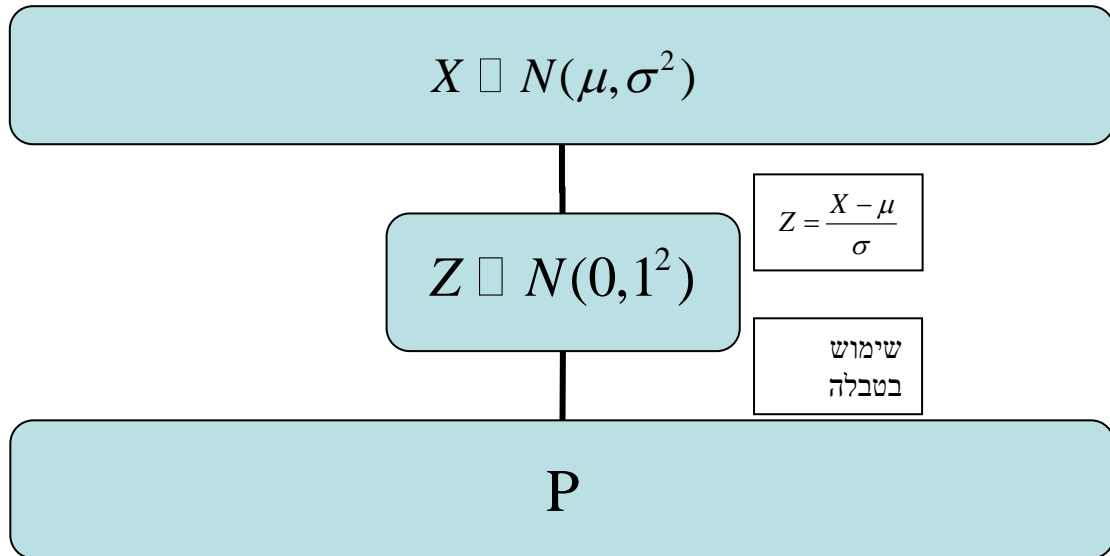 X □ N(μ,σ²)
Z = (X − μ) / σ
Z □ N(0,1²)
שימוש
בטבלה
P